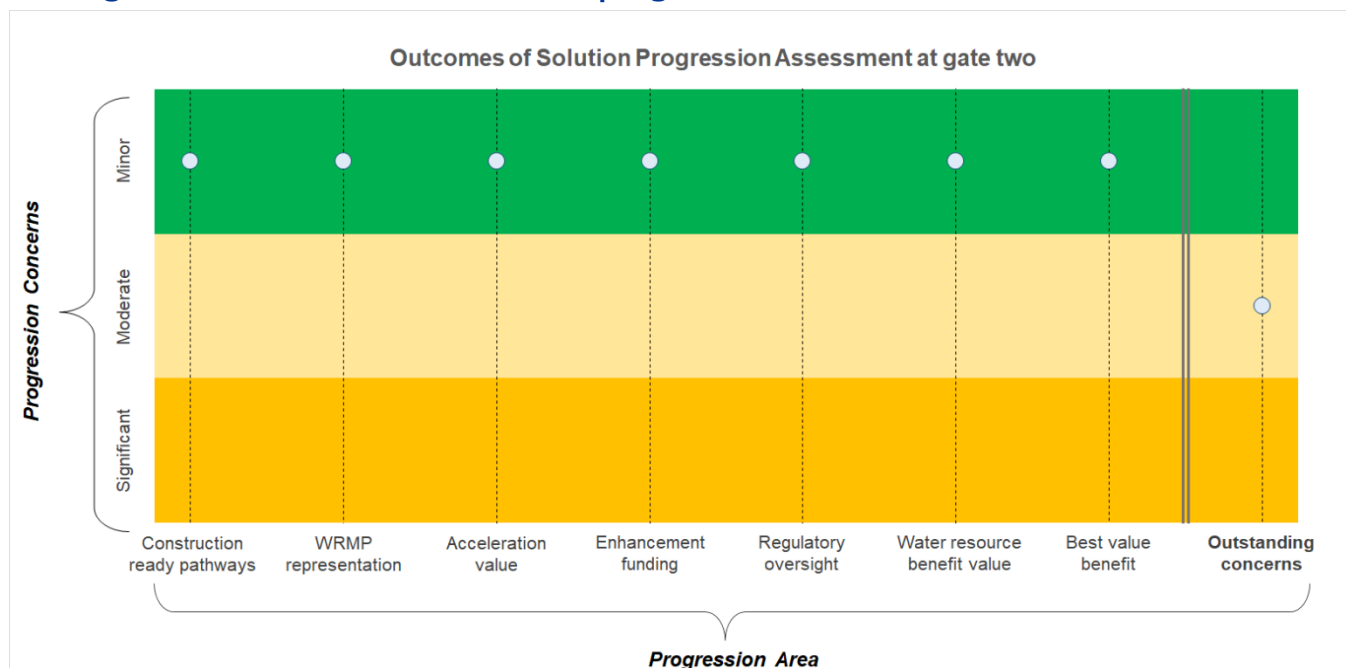 Outcomes of Solution Progression Assessment at gate two
Progression Concerns
Minor
Moderate
Significant
Construction
ready pathways
WRMP
representation
Acceleration
value
Enhancement
funding
Regulatory
oversight
Water resource
benefit value
Best value
benefit
Outstanding
concerns
Progression Area